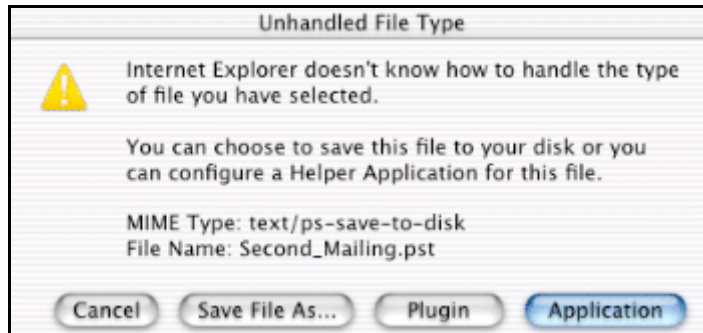 Unhandled File Type
Internet Explorer doesn't know how to handle the type
of file you have selected.
You can choose to save this file to your disk or you
can configure a Helper Application for this file.
MIME Type: text/ps-save-to-disk
File Name: Second_Mailing.pst
Cancel
Save File As...
Plugin
Application